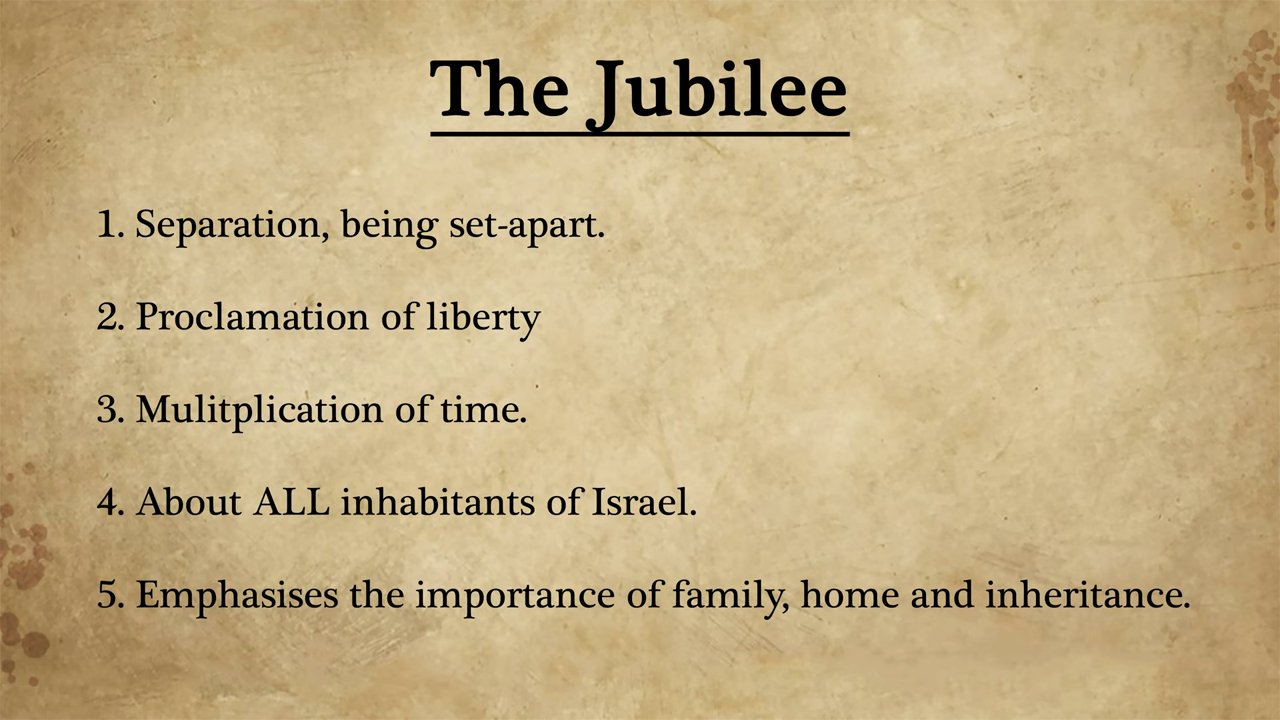 The Jubilee
1. Separation, being set-apart.
2. Proclamation of liberty
3. Mulitplication of time.
4. About ALL inhabitants of Israel.
5. Emphasises the importance of family, home and inheritance.